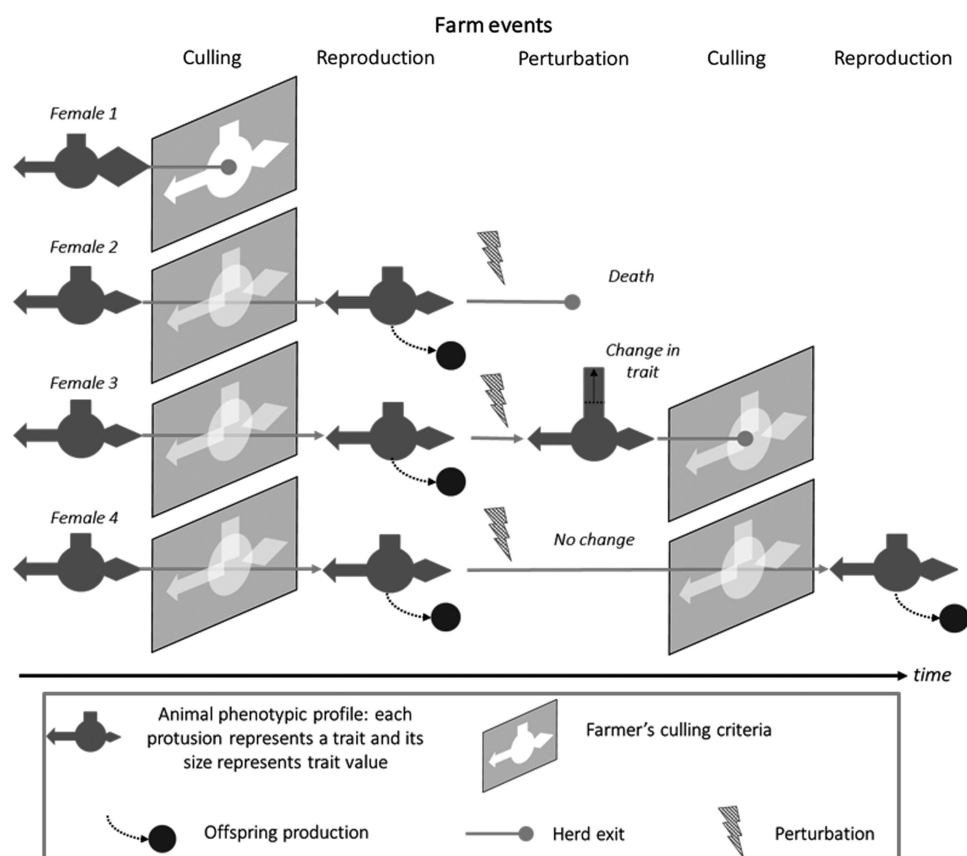 Farm events
Culling Reproduction Perturbation Culling Reproduction
Female 1
Female 2
Death
Female 3
Change in
trait
Female 4
No change
time
Animal phenotypic profile: each
protusion represents a trait and its
size represents trait value
Farmer's culling criteria
Offspring production
Herd exit
Perturbation